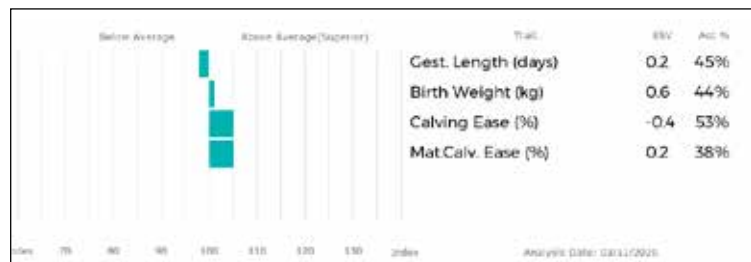 Below Average Above Average(Superior) Trait EBV Acc %
Gest. Length (days) 0.2 45%
Birth Weight (kg) 0.6 44%
Calving Ease (%) -0.4 53%
Mat.Calv. Ease (%) 0.2 38%
70 80 90 100 110 120 130 Index
Analysis Date: